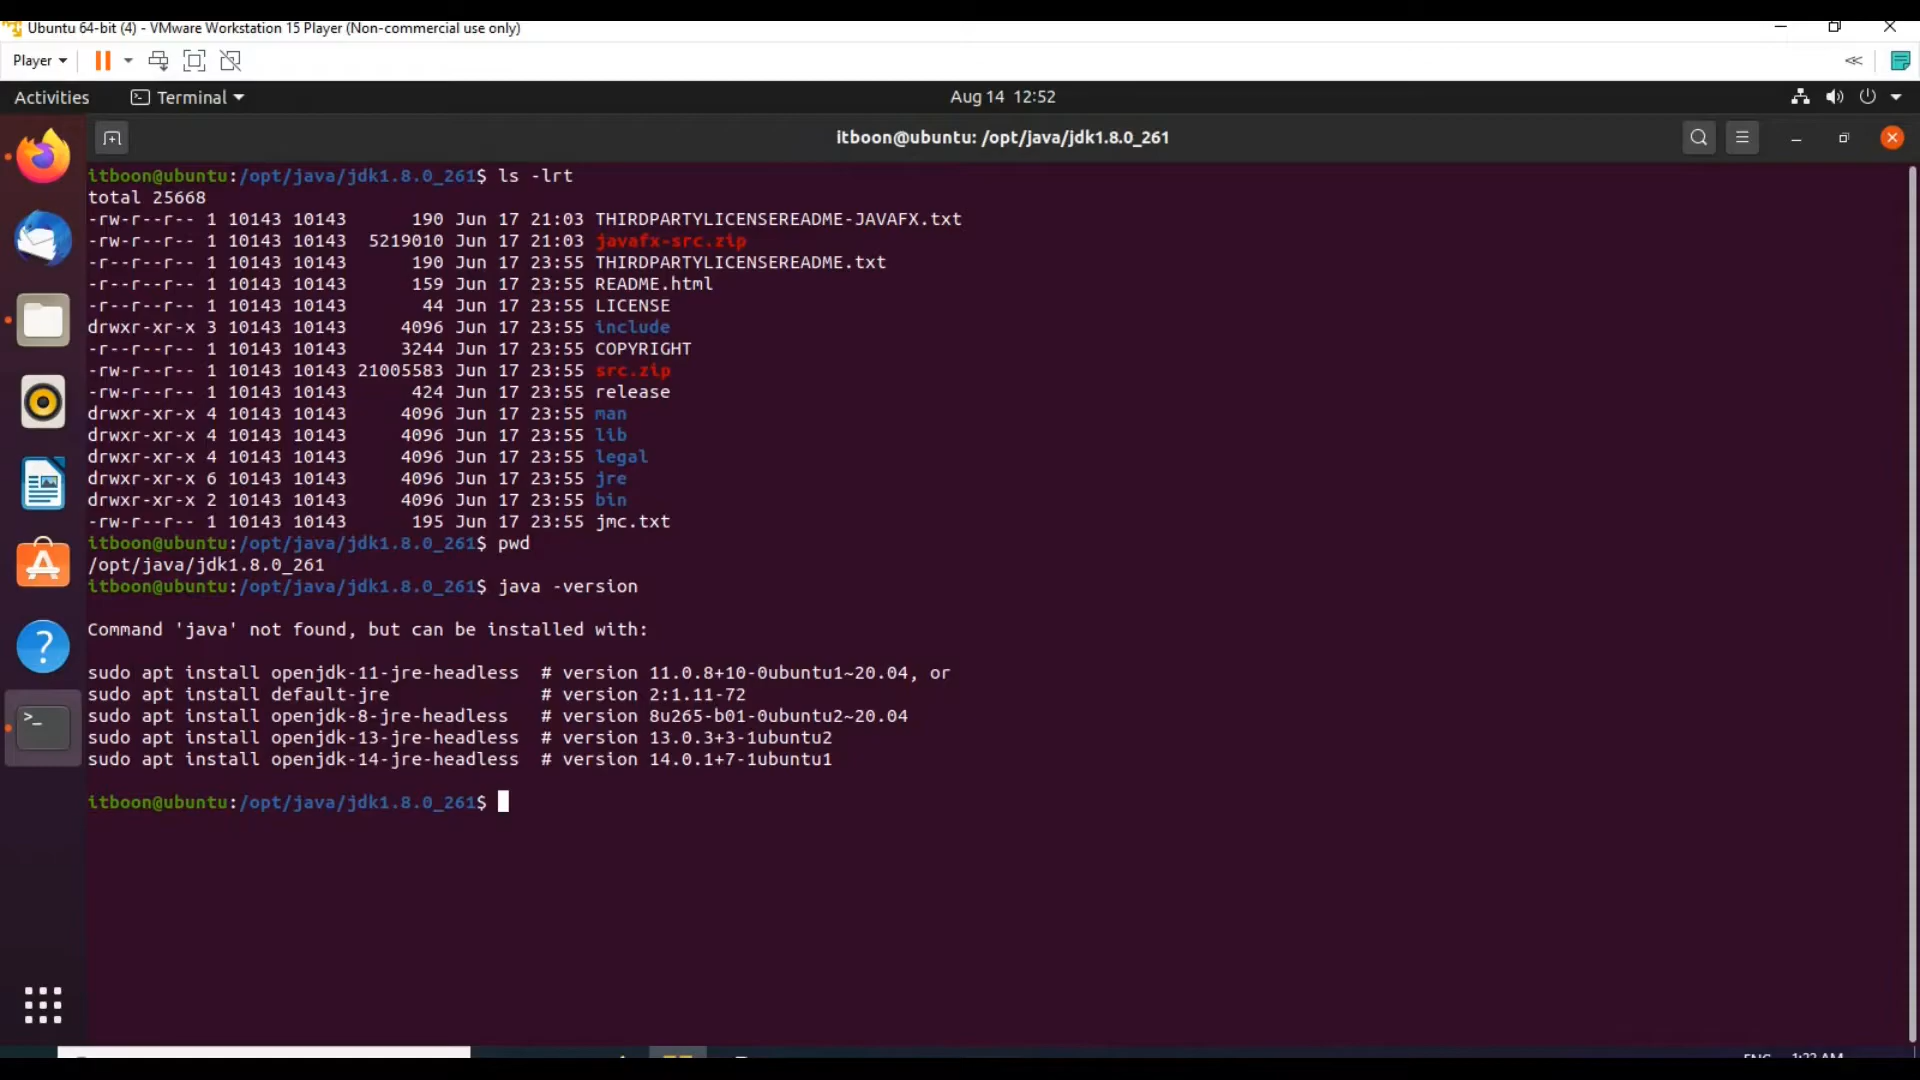 Ubuntu 64-bit (4) - VMware Workstation 15 Player (Non-commercial use only)
Player
Activities
Terminal
Aug 14 12:52
itboon@ubuntu: /opt/java/jdk1.8.0_261
itboon@ubuntu:/opt/java/jdk1.8.0_261$ ls -lrt
total 25668
-rw-r--r-- 1 10143 10143      190 Jun 17 21:03 THIRDPARTYLICENSEREADME-JAVAFX.txt
-rw-r--r-- 1 10143 10143  5219010 Jun 17 21:03 javafx-src.zip
-r--r--r-- 1 10143 10143      190 Jun 17 23:55 THIRDPARTYLICENSEREADME.txt
-r--r--r-- 1 10143 10143      159 Jun 17 23:55 README.html
-r--r--r-- 1 10143 10143       44 Jun 17 23:55 LICENSE
drwxr-xr-x 3 10143 10143     4096 Jun 17 23:55 include
-r--r--r-- 1 10143 10143     3244 Jun 17 23:55 COPYRIGHT
-rw-r--r-- 1 10143 10143 21005583 Jun 17 23:55 src.zip
-rw-r--r-- 1 10143 10143      424 Jun 17 23:55 release
drwxr-xr-x 4 10143 10143     4096 Jun 17 23:55 man
drwxr-xr-x 4 10143 10143     4096 Jun 17 23:55 lib
drwxr-xr-x 4 10143 10143     4096 Jun 17 23:55 legal
drwxr-xr-x 6 10143 10143     4096 Jun 17 23:55 jre
drwxr-xr-x 2 10143 10143     4096 Jun 17 23:55 bin
-rw-r--r-- 1 10143 10143      195 Jun 17 23:55 jmc.txt
itboon@ubuntu:/opt/java/jdk1.8.0_261$ pwd
/opt/java/jdk1.8.0_261
itboon@ubuntu:/opt/java/jdk1.8.0_261$ java -version
Command 'java' not found, but can be installed with:
sudo apt install openjdk-11-jre-headless  # version 11.0.8+10-0ubuntu1~20.04, or
sudo apt install default-jre              # version 2:1.11-72
sudo apt install openjdk-8-jre-headless   # version 8u265-b01-0ubuntu2~20.04
sudo apt install openjdk-13-jre-headless  # version 13.0.3+3-1ubuntu2
sudo apt install openjdk-14-jre-headless  # version 14.0.1+7-1ubuntu1
itboon@ubuntu:/opt/java/jdk1.8.0_261$